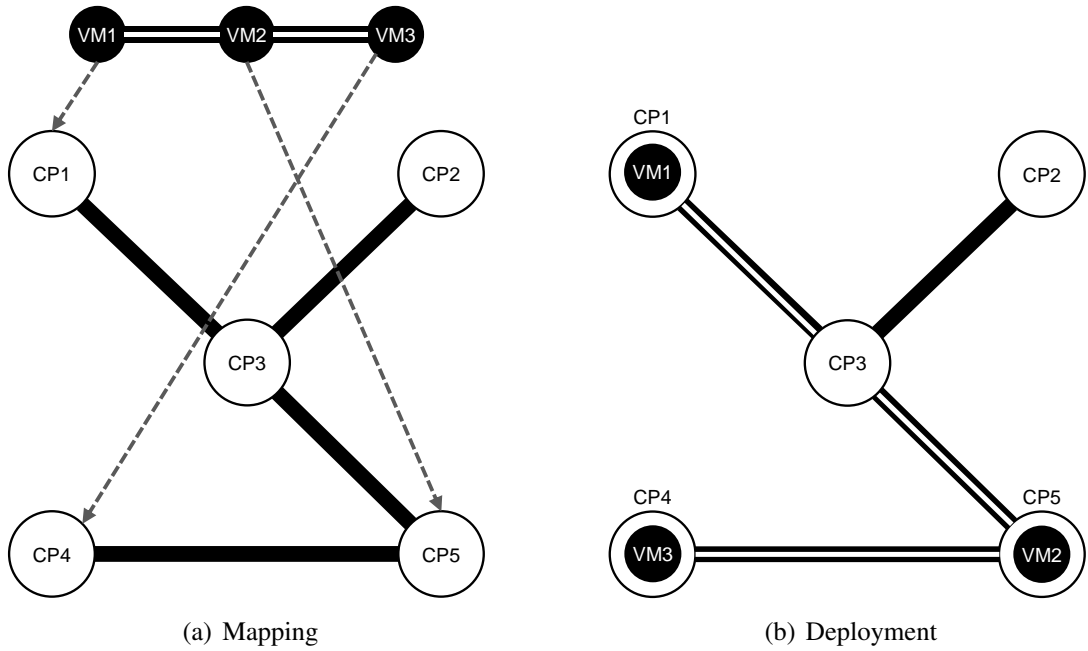 VM1 VM2 VM3
CP1 CP2
CP3
CP4 CP5
(a) Mapping
CP1
VM1
CP2
CP3
CP4 CP5
VM3 VM2
(b) Deployment